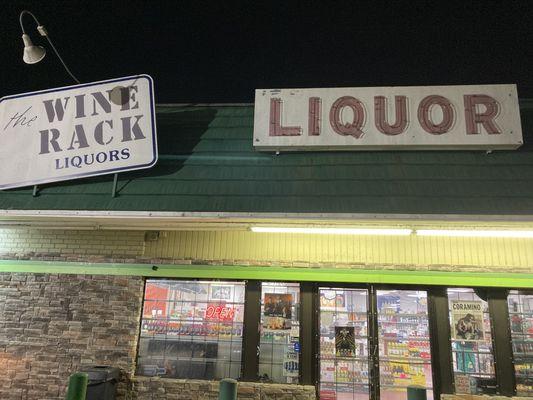 the WINE
RACK
LIQUORS
LIQUOR
OPEN
CORAMINO